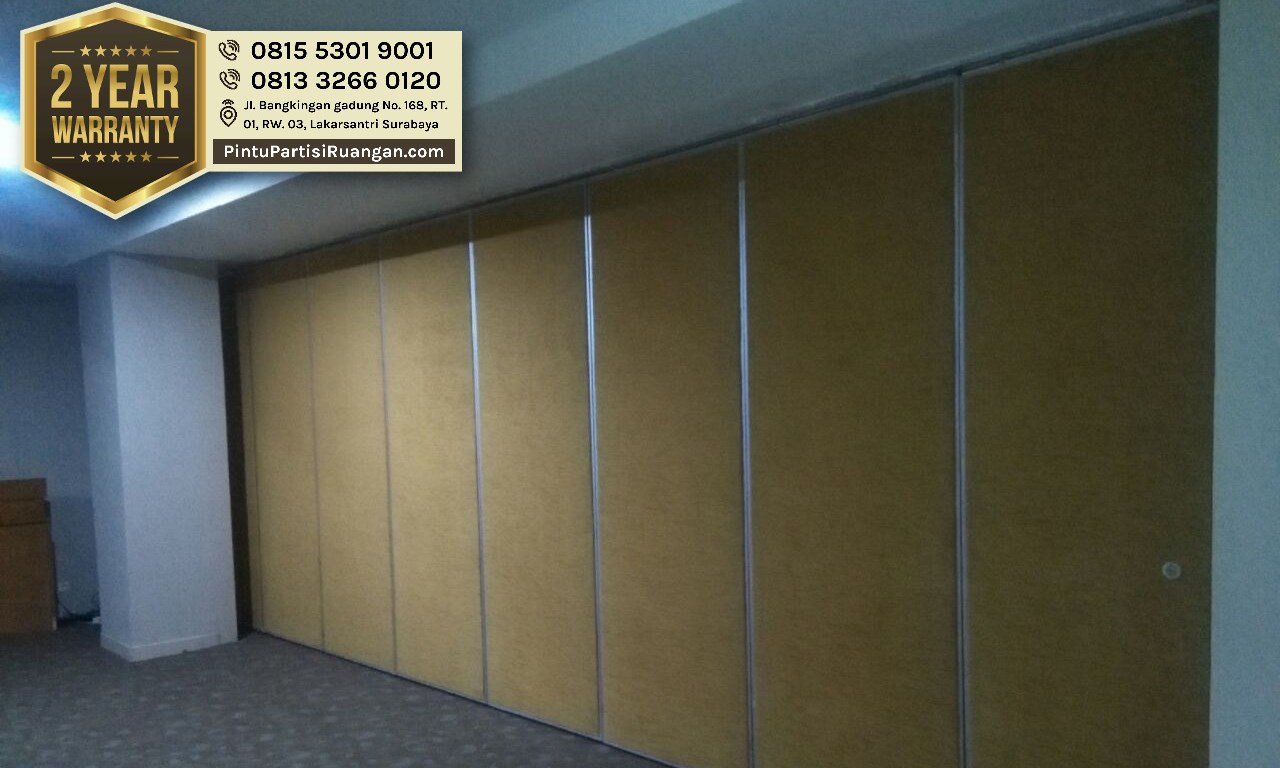 2 YEAR
WARRANTY
0815 5301 9001
0813 3266 0120
Jl. Bangkingan gadung No. 168, RT.
01, RW. 03, Lakarsantri Surabaya
PintuPartisiRuangan.com